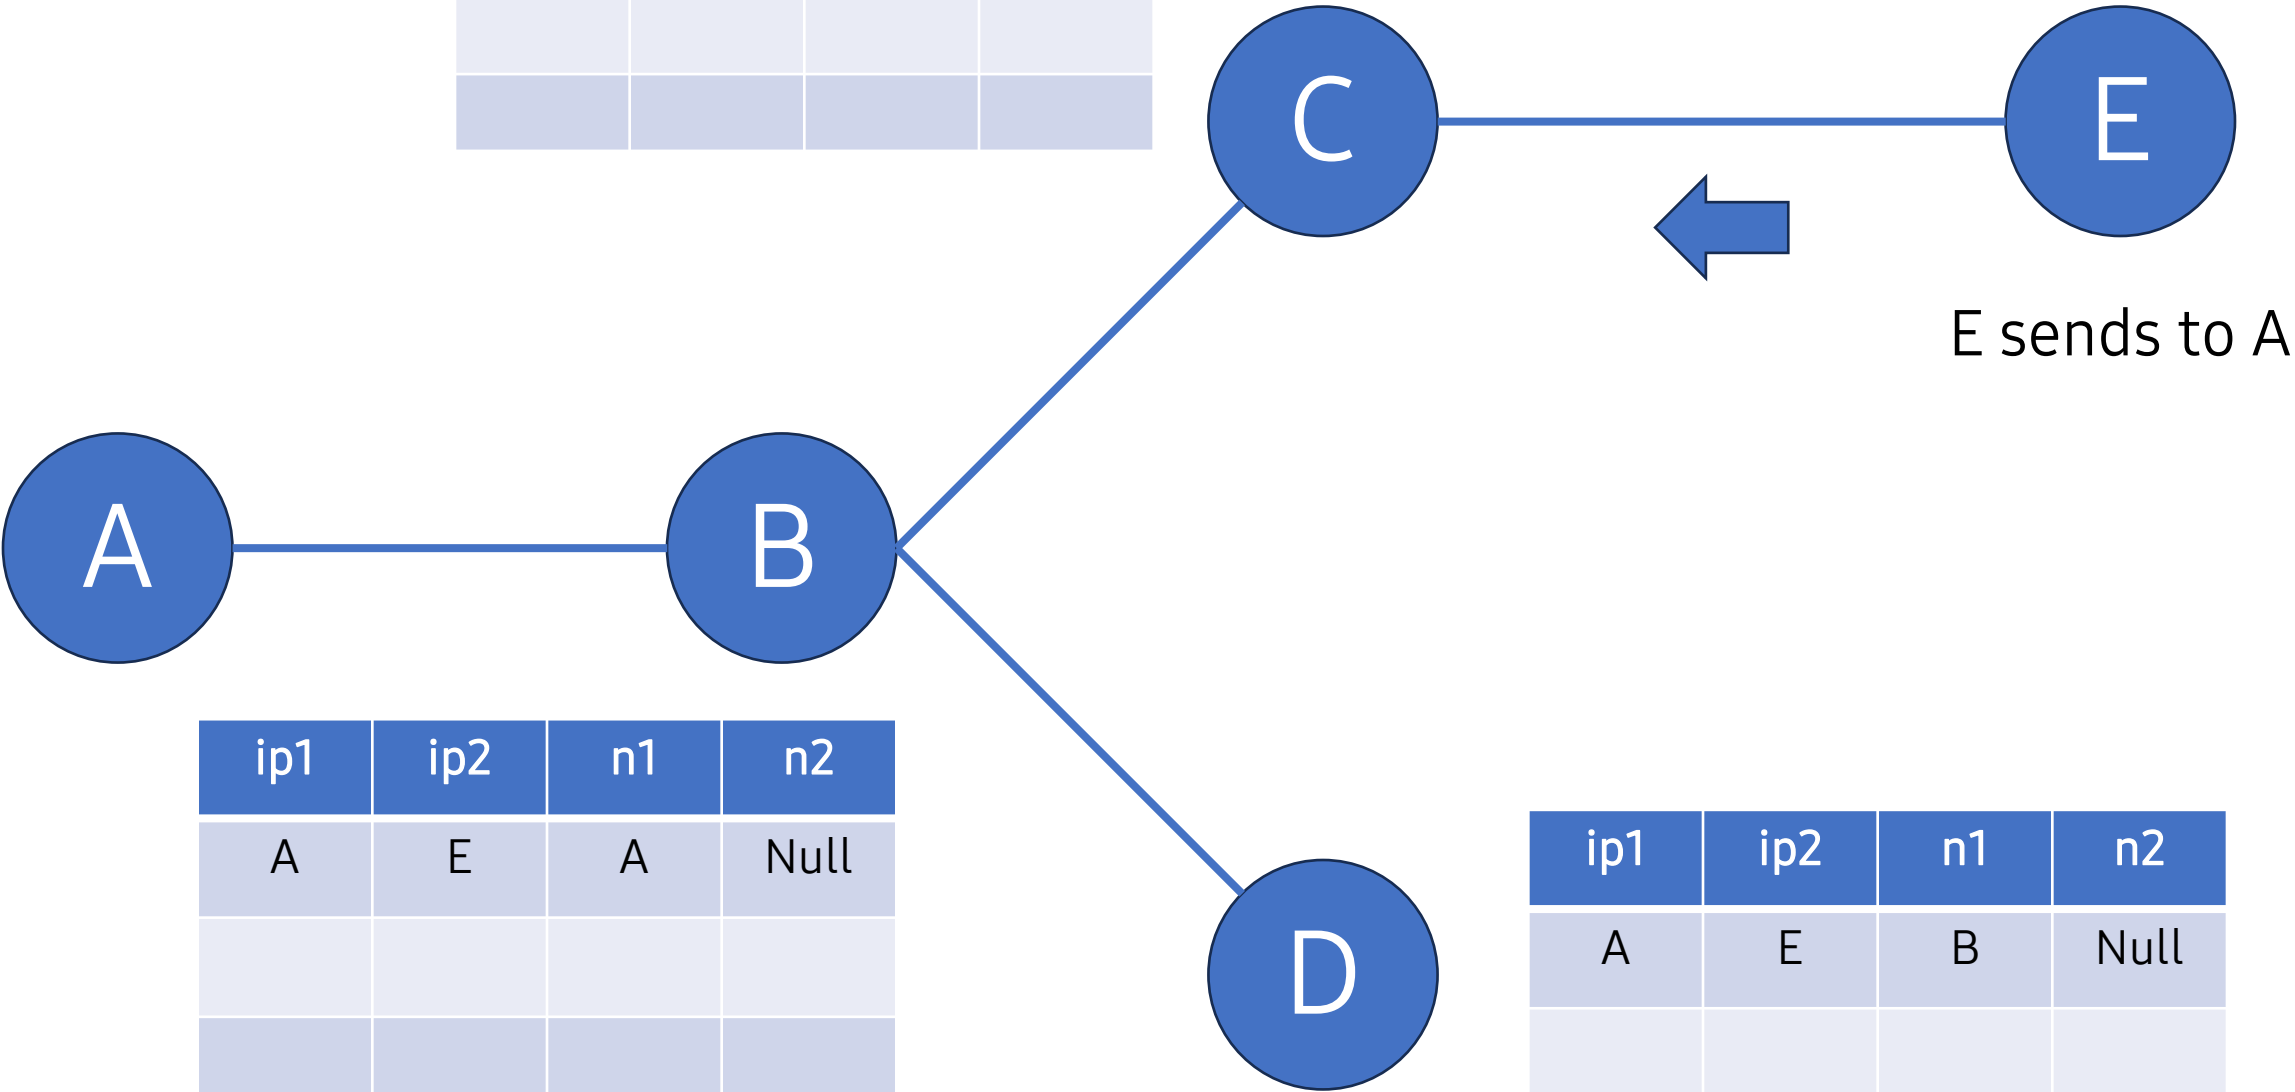 C
E
E sends to A
A
B
ip1 ip2 n1 n2
A E A Null
D
ip1 ip2 n1 n2
A E B Null